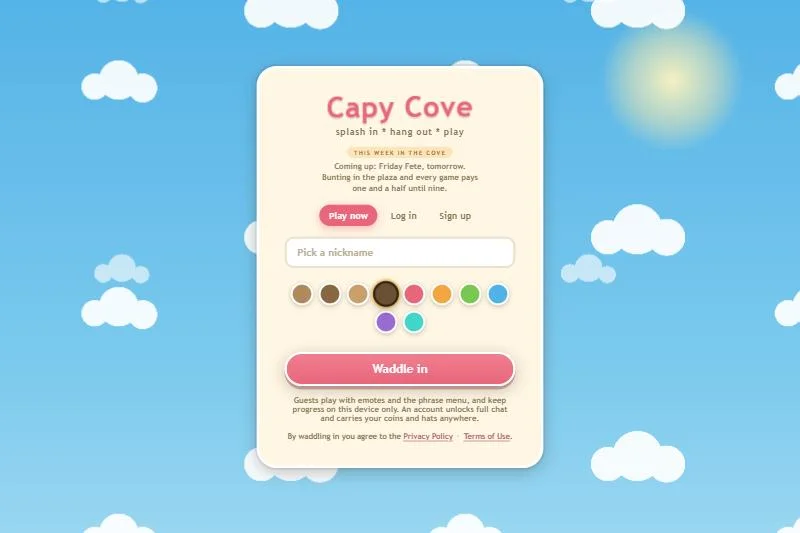 Capy Cove
splash in * hang out * play
THIS WEEK IN THE COVE
Coming up: Friday Fete, tomorrow.
Bunting in the plaza and every game pays
one and a half until nine.
Play now Log in Sign up
Pick a nickname
Waddle in
Guests play with emotes and the phrase menu, and keep
progress on this device only. An account unlocks full chat
and carries your coins and hats anywhere.
By waddling in you agree to the Privacy Policy · Terms of Use.